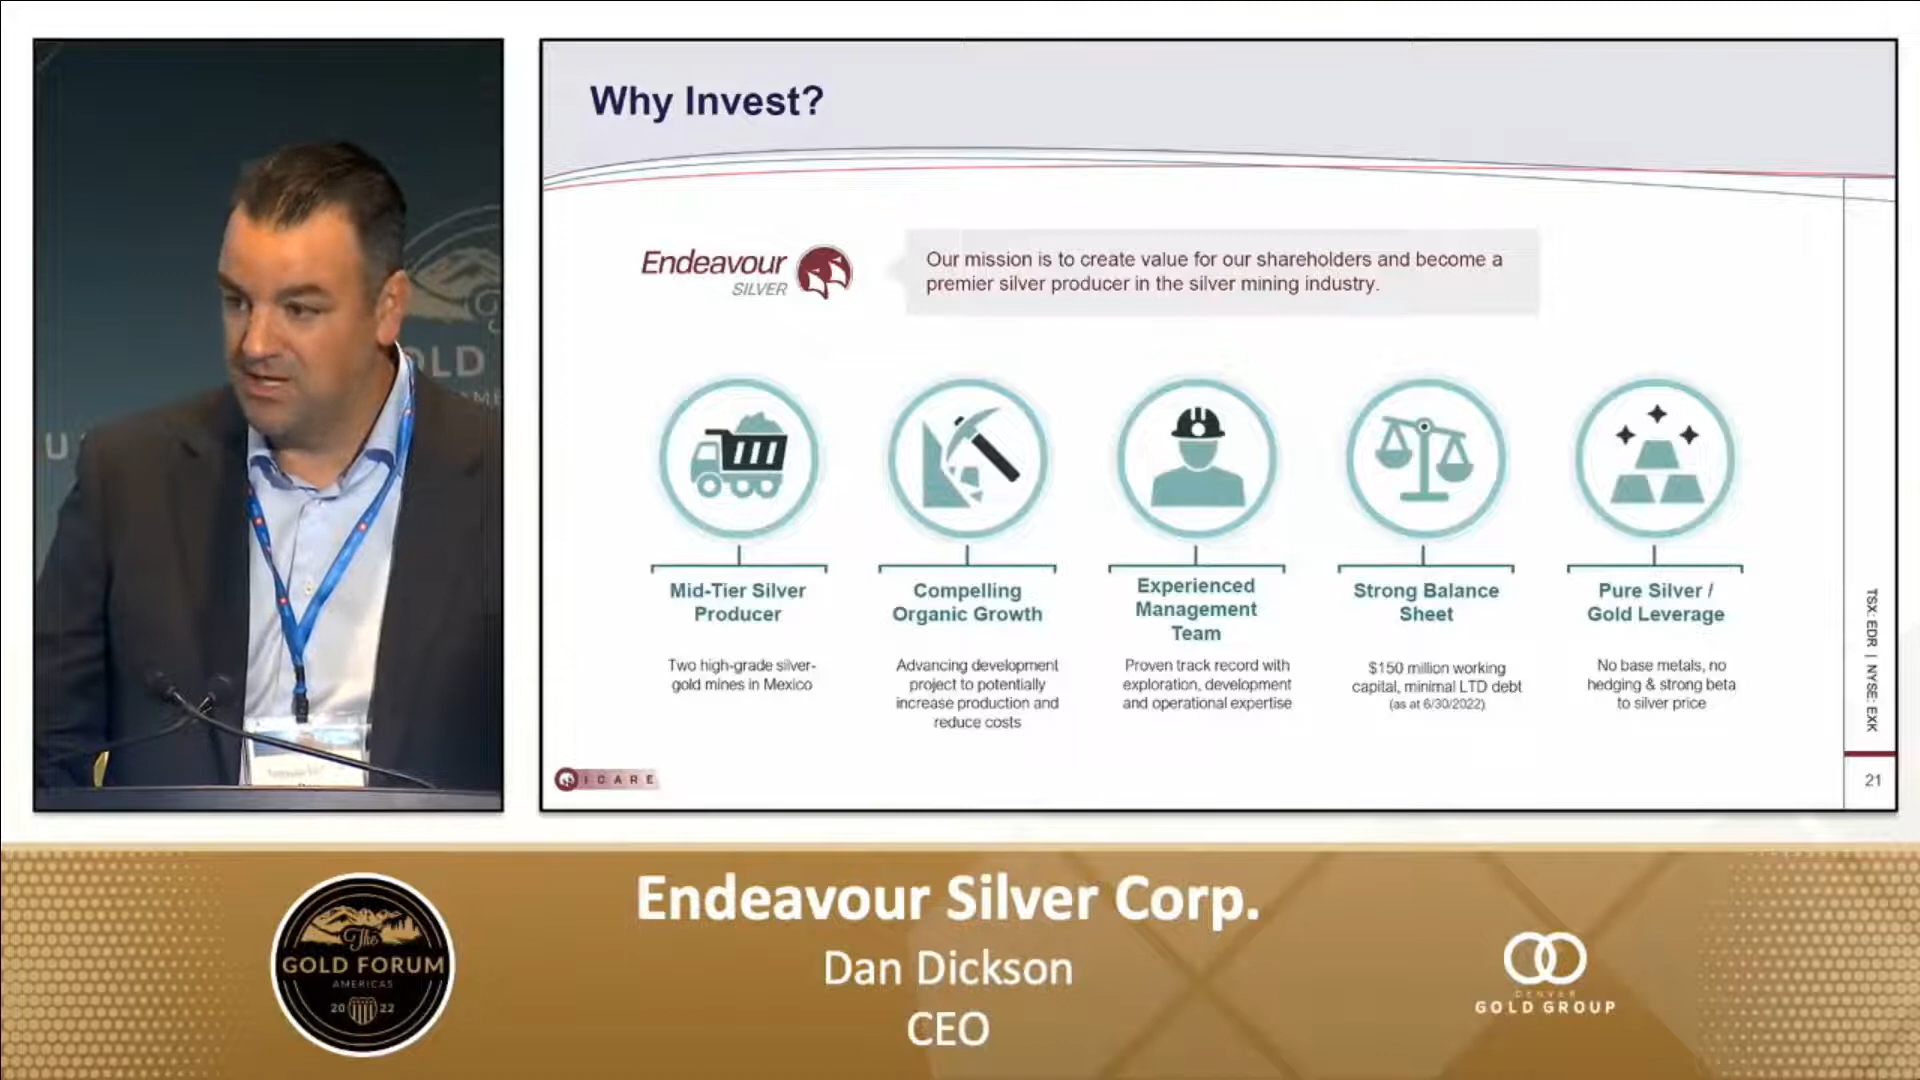 Why Invest?
Endeavour
SILVER
Our mission is to create value for our shareholders and become a
premier silver producer in the silver mining industry.
Mid-Tier Silver
Producer
Two high-grade silver-
gold mines in Mexico
Compelling
Organic Growth
Advancing development
project to potentially
increase production and
reduce costs
Experienced
Management
Team
Proven track record with
exploration, development
and operational expertise
Strong Balance
Sheet
$150 million working
capital, minimal LTD debt
(as at 6/30/2022)
Pure Silver /
Gold Leverage
No base metals, no
hedging & strong beta
to silver price
TSX: EDR | NYSE: EXK
I CARE
21
The
GOLD FORUM
AMERICAS
20 22
Endeavour Silver Corp.
Dan Dickson
CEO
DENVER
GOLD GROUP